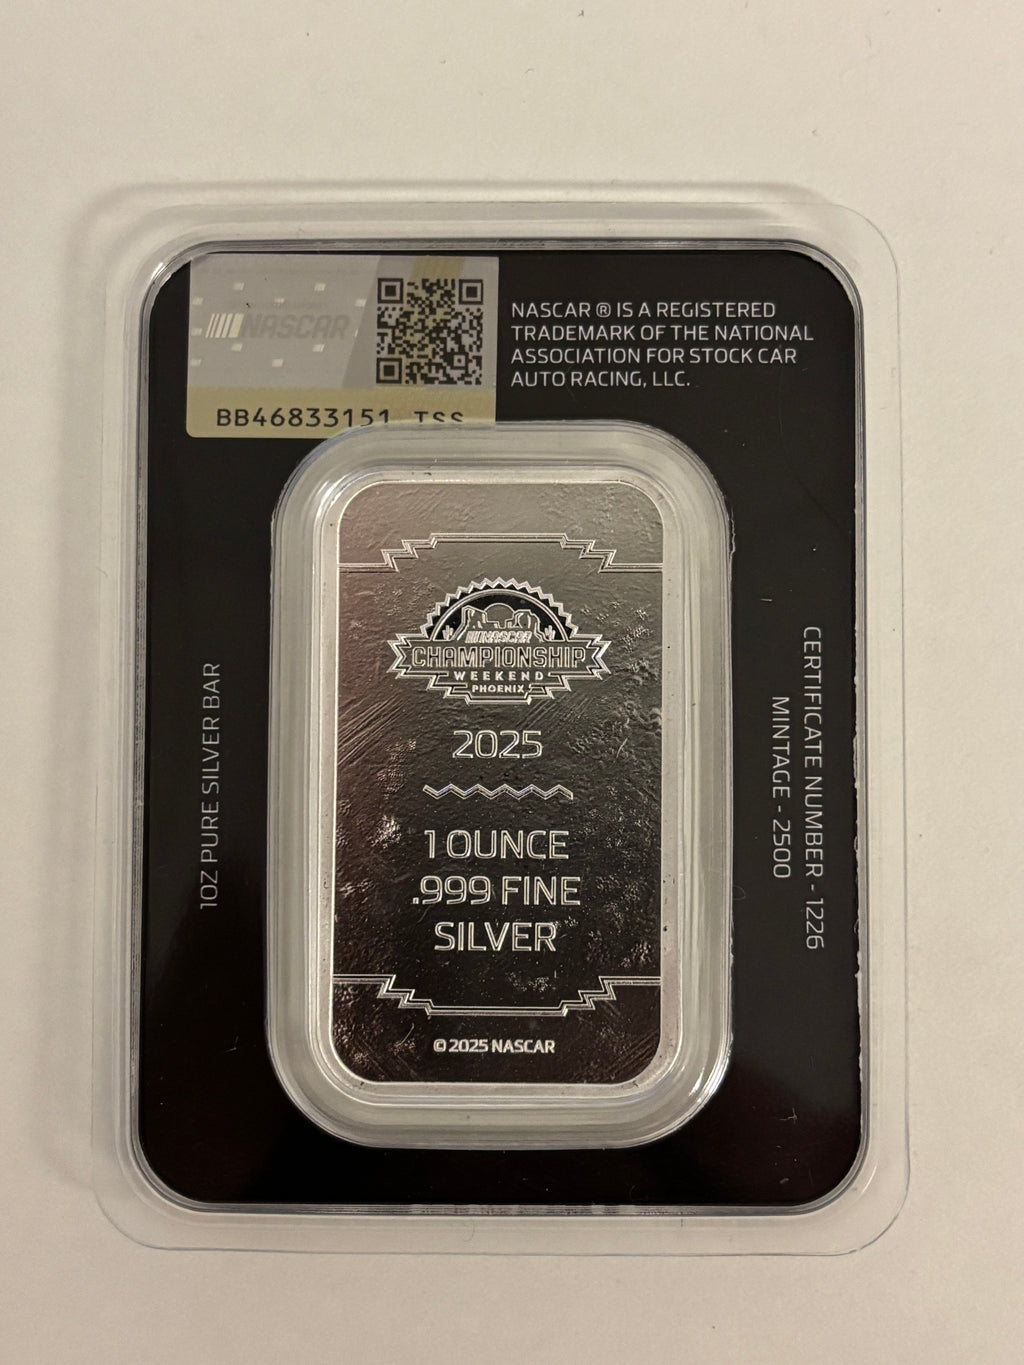 NASCAR
BB46833151 TSS
NASCAR ® IS A REGISTERED
TRADEMARK OF THE NATIONAL
ASSOCIATION FOR STOCK CAR
AUTO RACING, LLC.
1OZ PURE SILVER BAR
NASCAR
CHAMPIONSHIP
WEEKEND
PHOENIX
2025
1 OUNCE
.999 FINE
SILVER
© 2025 NASCAR
CERTIFICATE NUMBER - 1226
MINTAGE - 2500